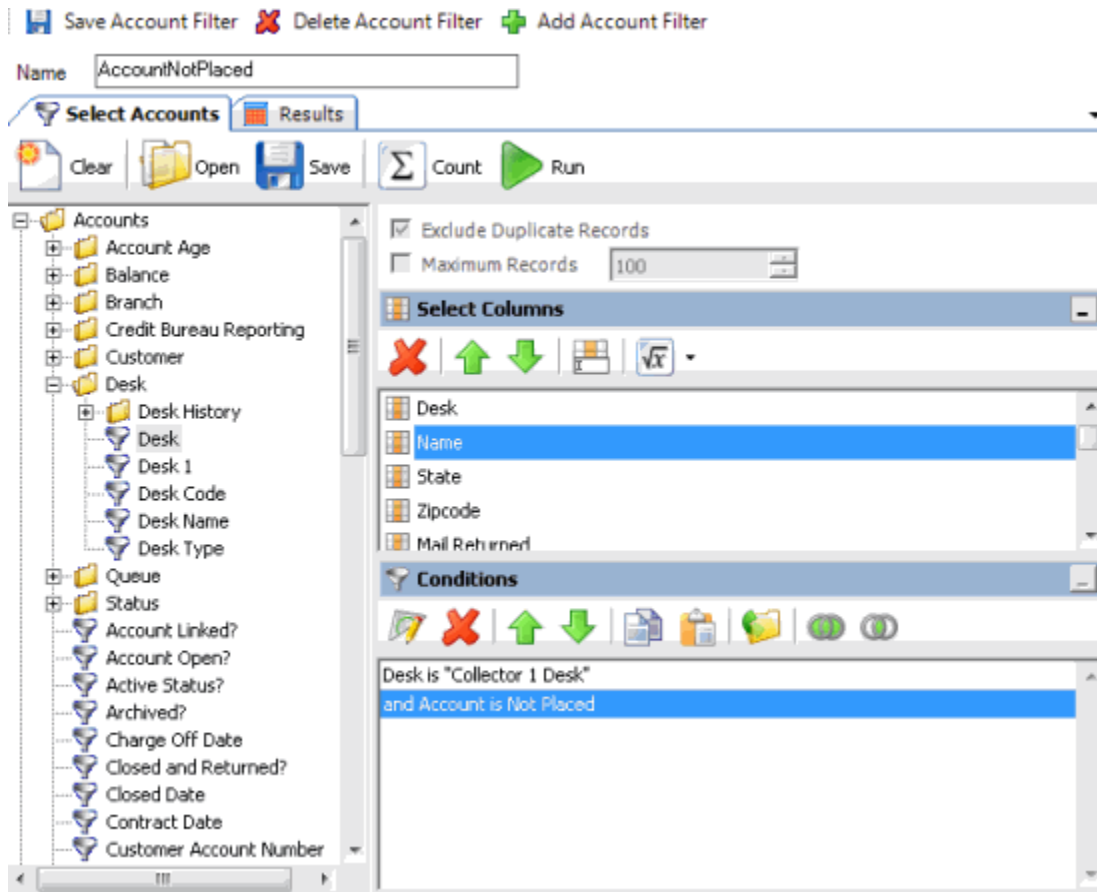 Save Account Filter Delete Account Filter Add Account Filter
Name AccountNotPlaced
Select Accounts Results
Clear Open Save Σ Count Run
Accounts
Account Age
Balance
Branch
Credit Bureau Reporting
Customer
Desk
Desk History
Desk
Desk 1
Desk Code
Desk Name
Desk Type
Queue
Status
Account Linked?
Account Open?
Active Status?
Archived?
Charge Off Date
Closed and Returned?
Closed Date
Contract Date
Customer Account Number
Exclude Duplicate Records
Maximum Records 100
Select Columns
√x
Desk
Name
State
Zipcode
Mail Returned
Conditions
Desk is "Collector 1 Desk"
and Account is Not Placed